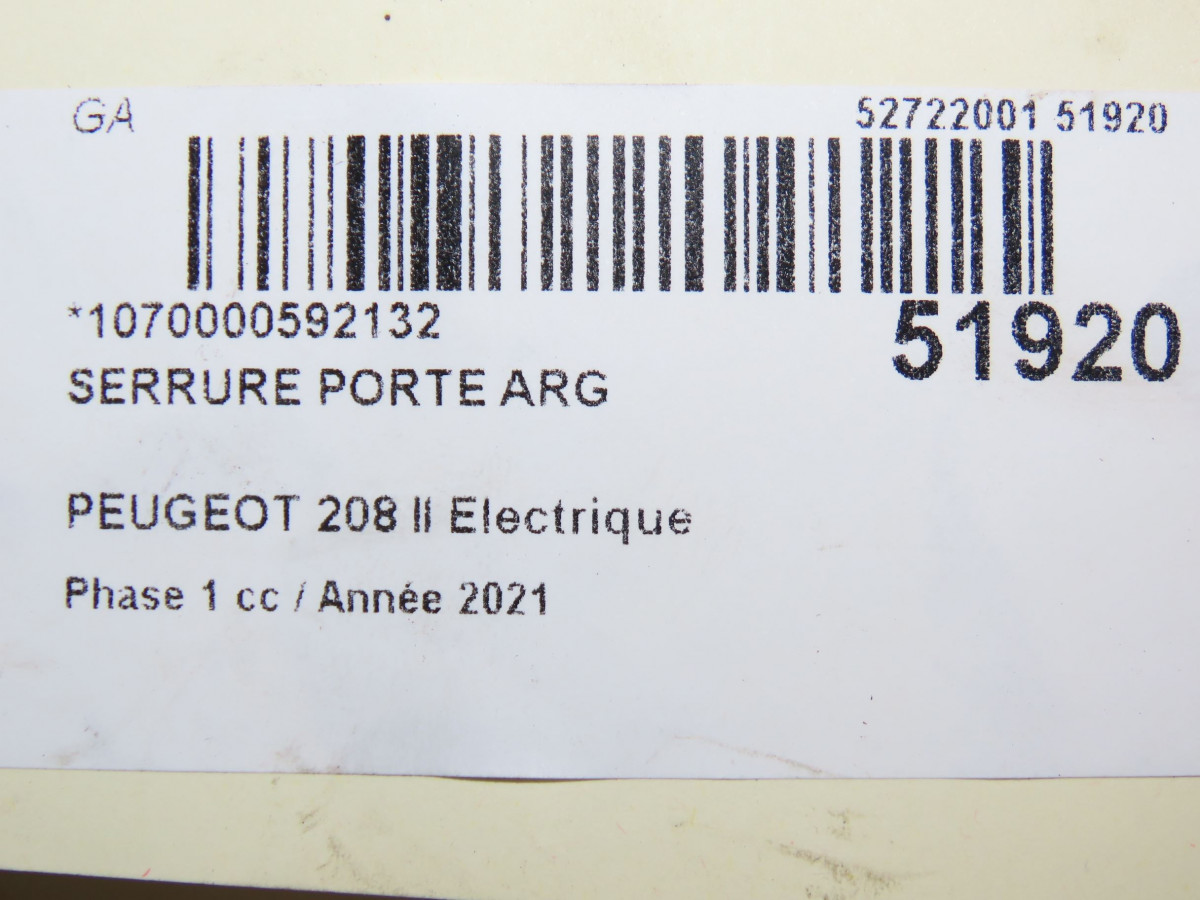 GA 52722001 51920
*1070000592132
51920
SERRURE PORTE ARG
PEUGEOT 208 II Electrique
Phase 1 cc / Année 2021